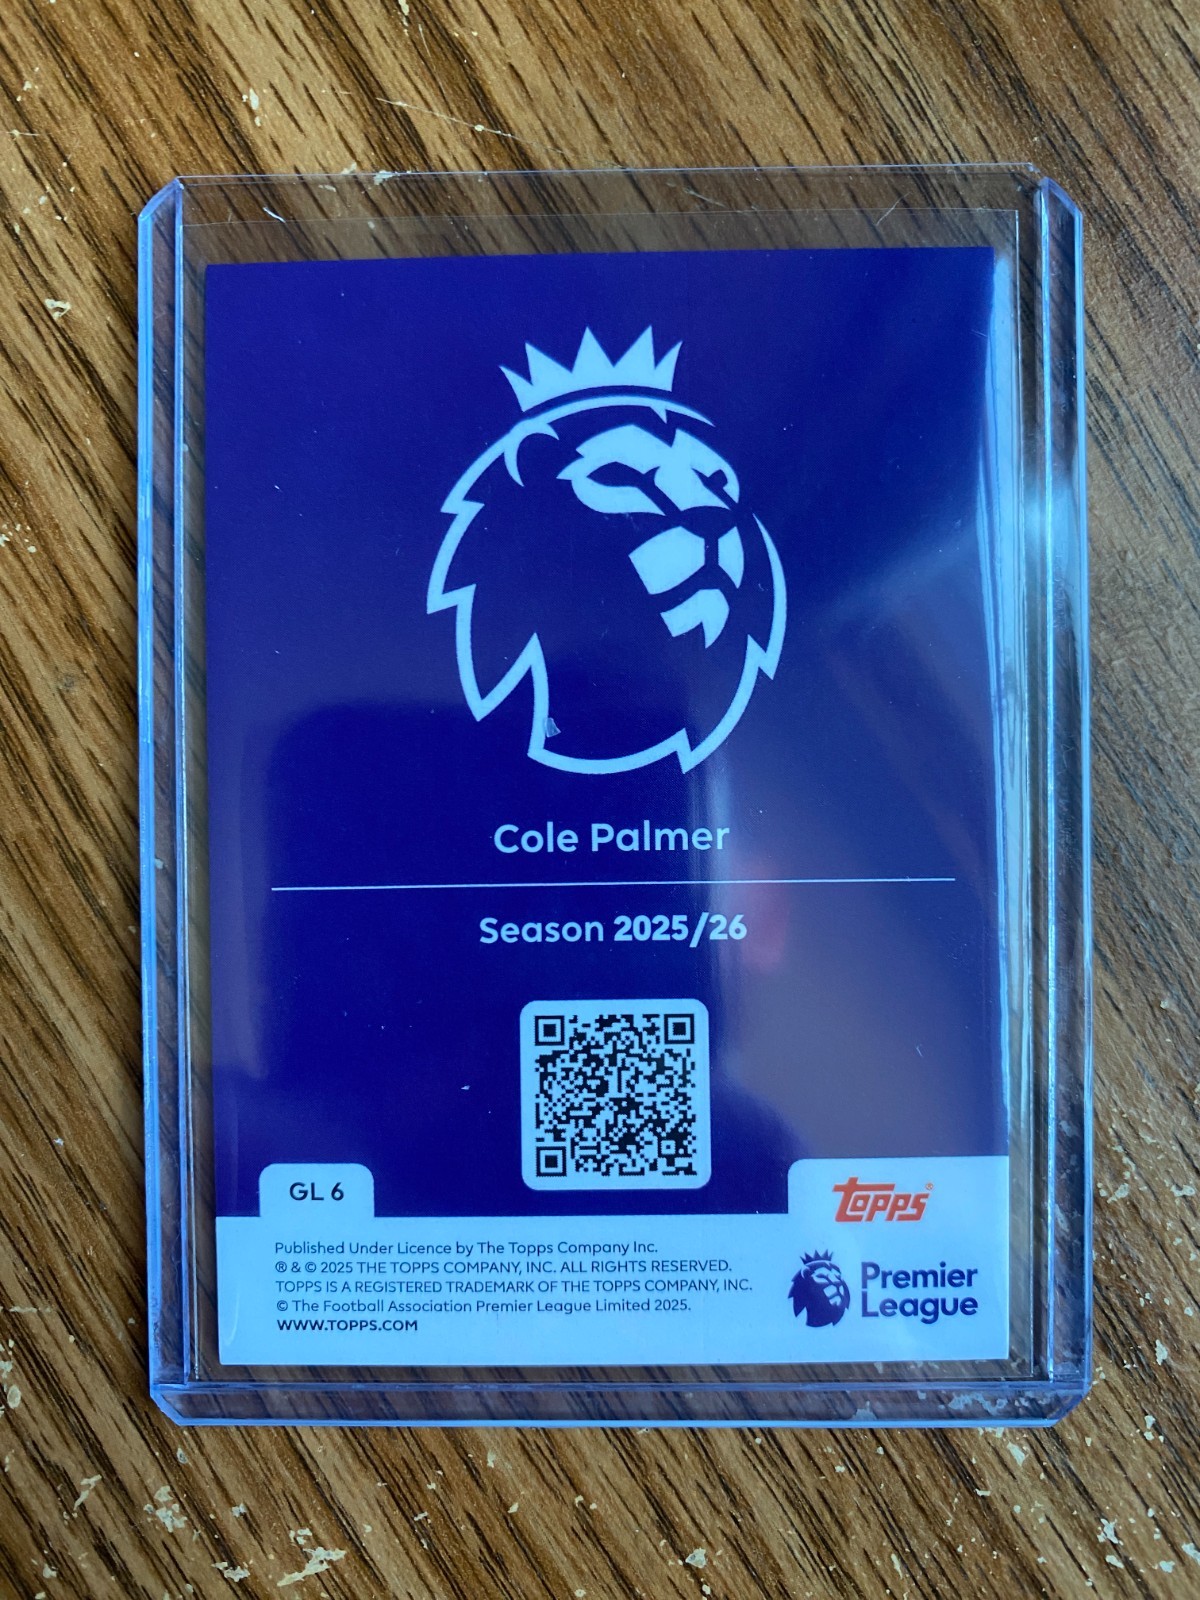 Cole Palmer
Season 2025/26
GL 6
TOPPS®
Published Under Licence by The Topps Company Inc.
® & © 2025 THE TOPPS COMPANY, INC. ALL RIGHTS RESERVED.
TOPPS IS A REGISTERED TRADEMARK OF THE TOPPS COMPANY, INC.
© The Football Association Premier League Limited 2025.
WWW.TOPPS.COM
Premier
League